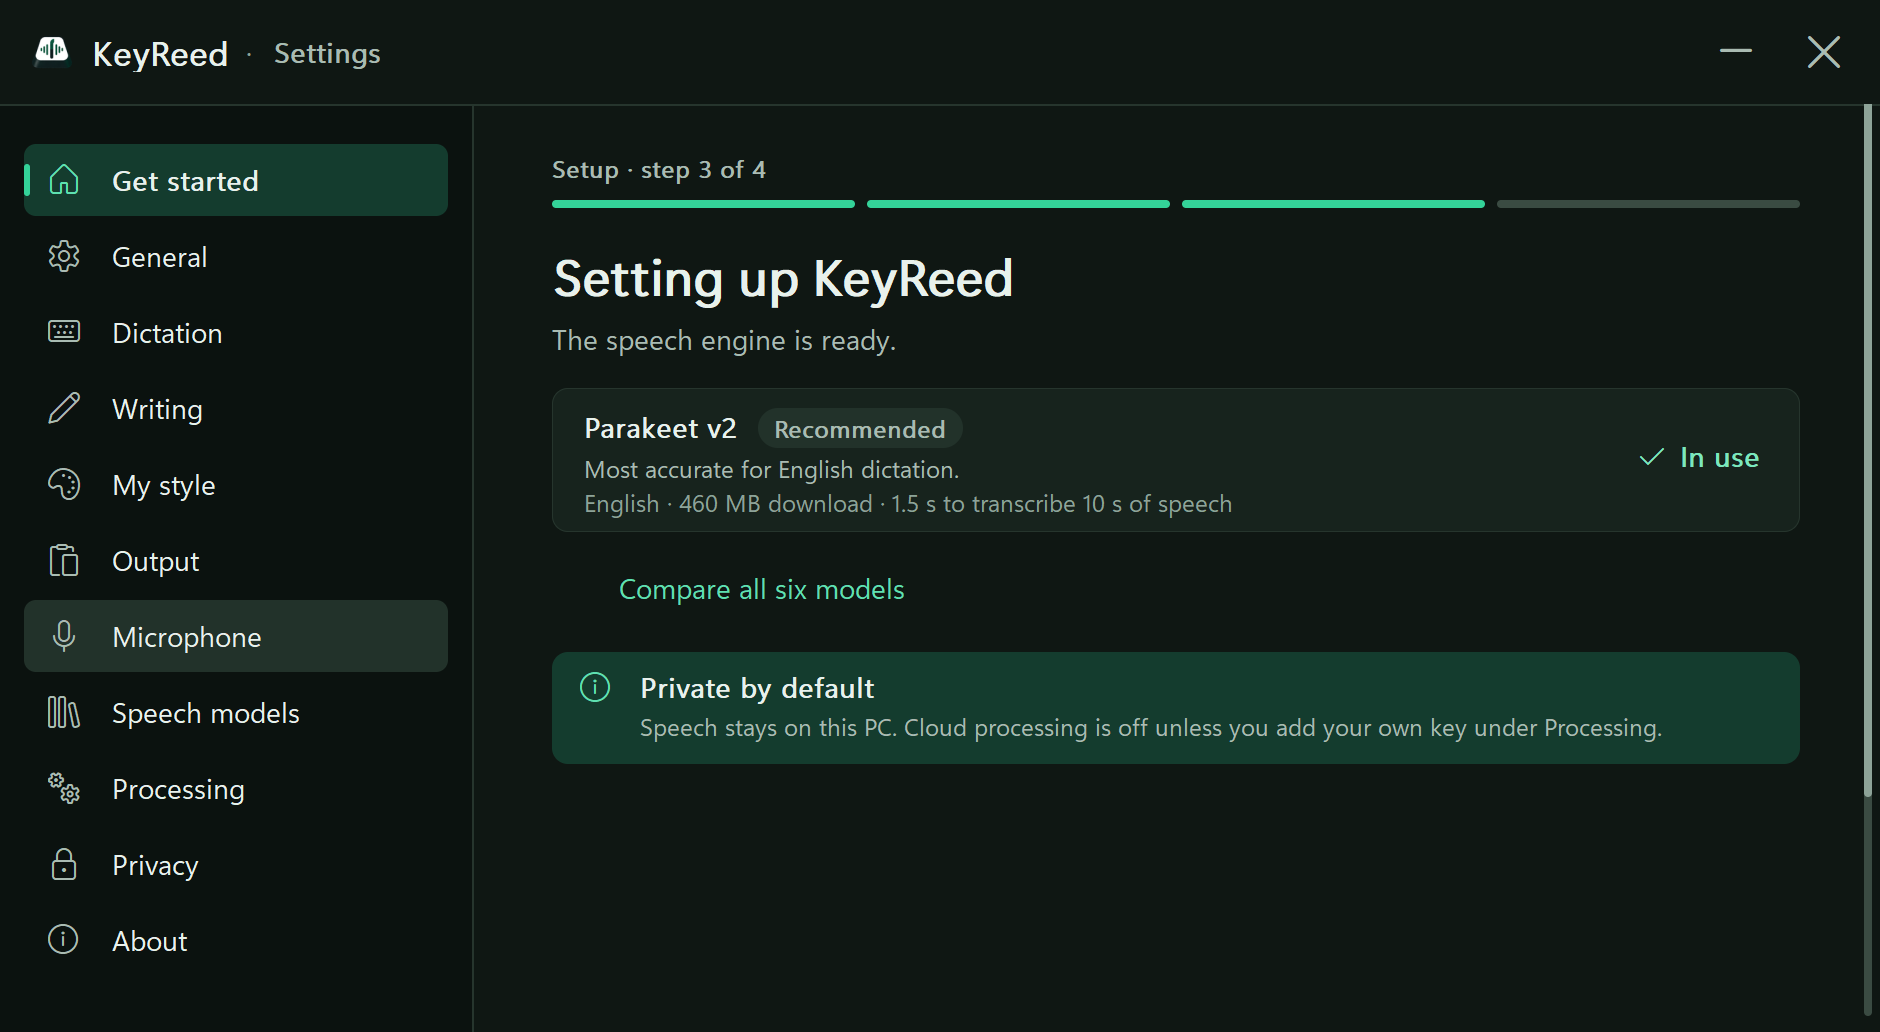 KeyReed · Settings
Get started
General
Dictation
Writing
My style
Output
Microphone
Speech models
Processing
Privacy
About
Setup · step 3 of 4
Setting up KeyReed
The speech engine is ready.
Parakeet v2 Recommended
Most accurate for English dictation.
English · 460 MB download · 1.5 s to transcribe 10 s of speech
In use
Compare all six models
Private by default
Speech stays on this PC. Cloud processing is off unless you add your own key under Processing.